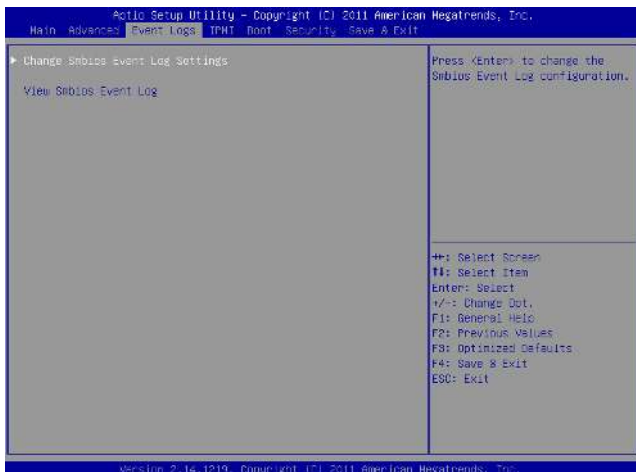 Aptio Setup Utility - Copyright (C) 2011 American Megatrends, Inc.
Main Advanced Event Logs IPMI Boot Security Save & Exit
► Change Smbios Event Log Settings
View Smbios Event Log
Press <Enter> to change the
Smbios Event Log configuration.
→←: Select Screen
↑↓: Select Item
Enter: Select
+/-: Change Opt.
F1: General Help
F2: Previous Values
F3: Optimized Defaults
F4: Save & Exit
ESC: Exit
Version 2.14.1219. Copyright (C) 2011 American Megatrends, Inc.